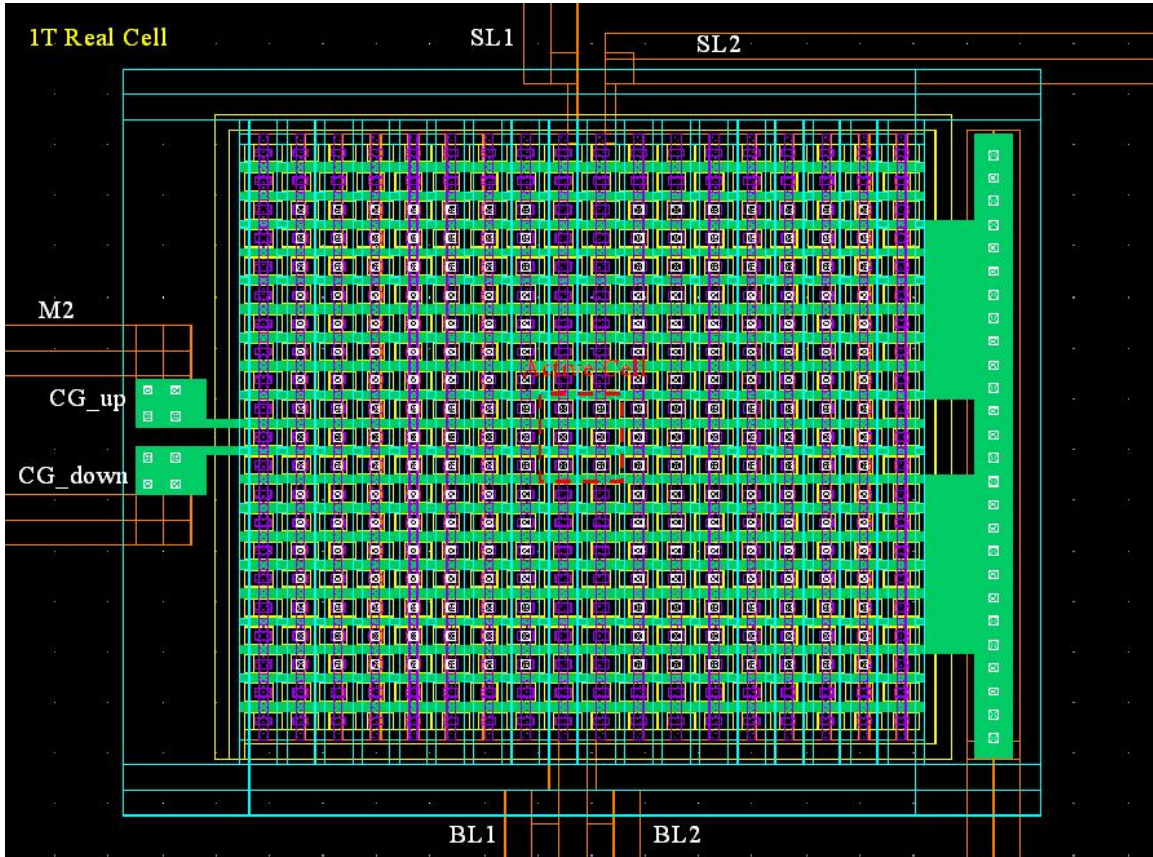 1T Real Cell
SL1
SL2
M2
Active Cell
CG_up
CG_down
BL1
BL2